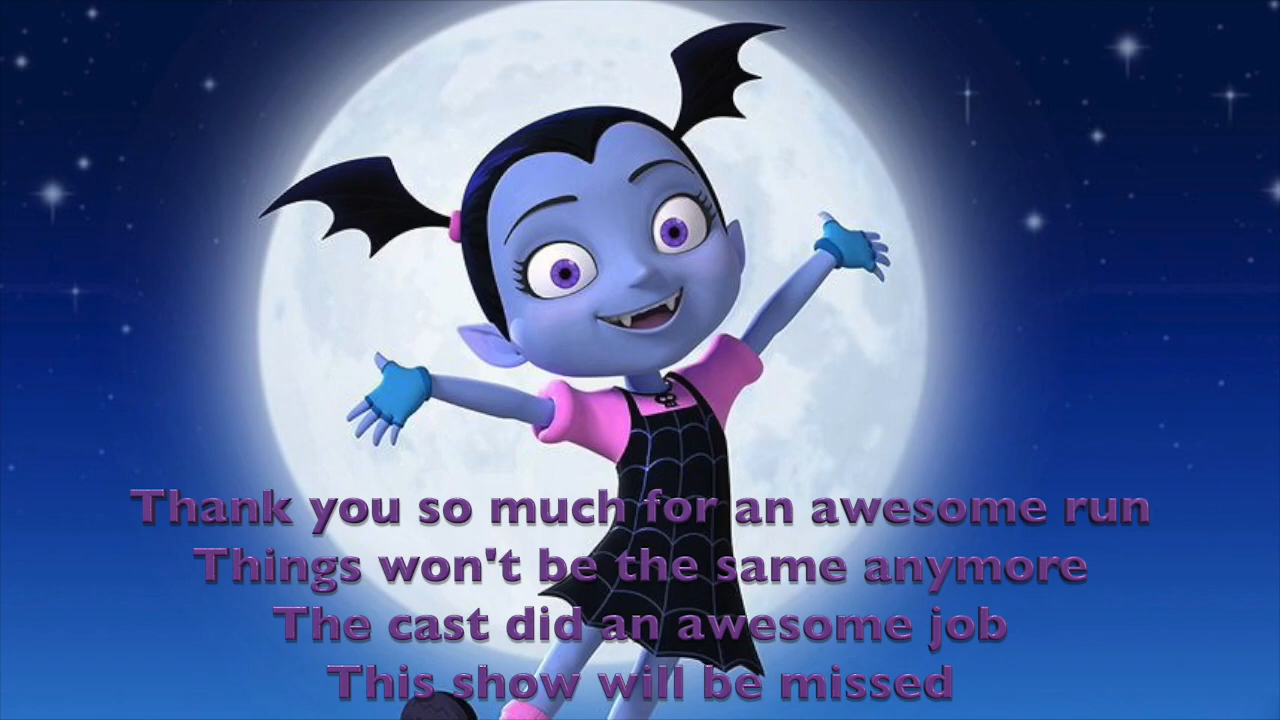 Thank you so much for an awesome run
Things won't be the same anymore
The cast did an awesome job
This show will be missed